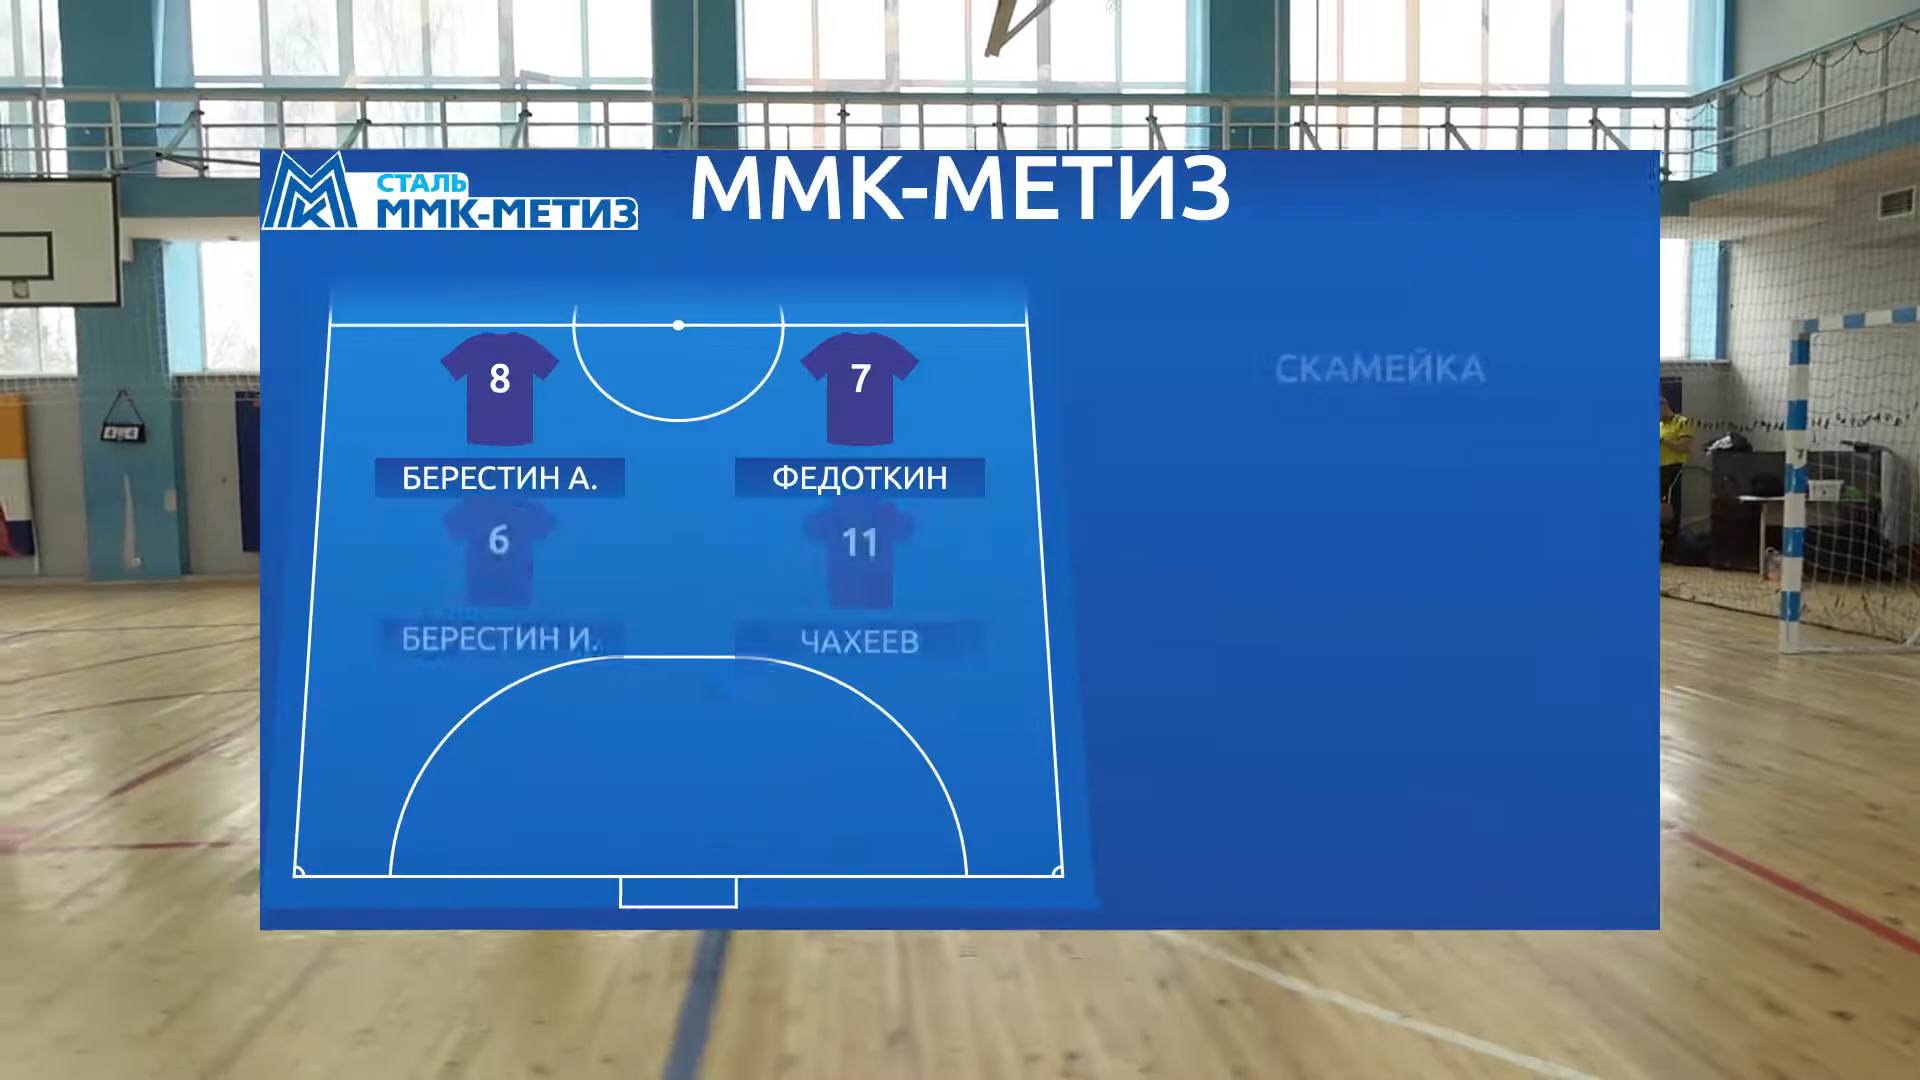 СТАЛЬ
ММК-МЕТИЗ
ММК-МЕТИЗ
8
7
БЕРЕСТИН А.
ФЕДОТКИН
6
11
БЕРЕСТИН И.
ЧАХЕЕВ
СКАМЕЙКА